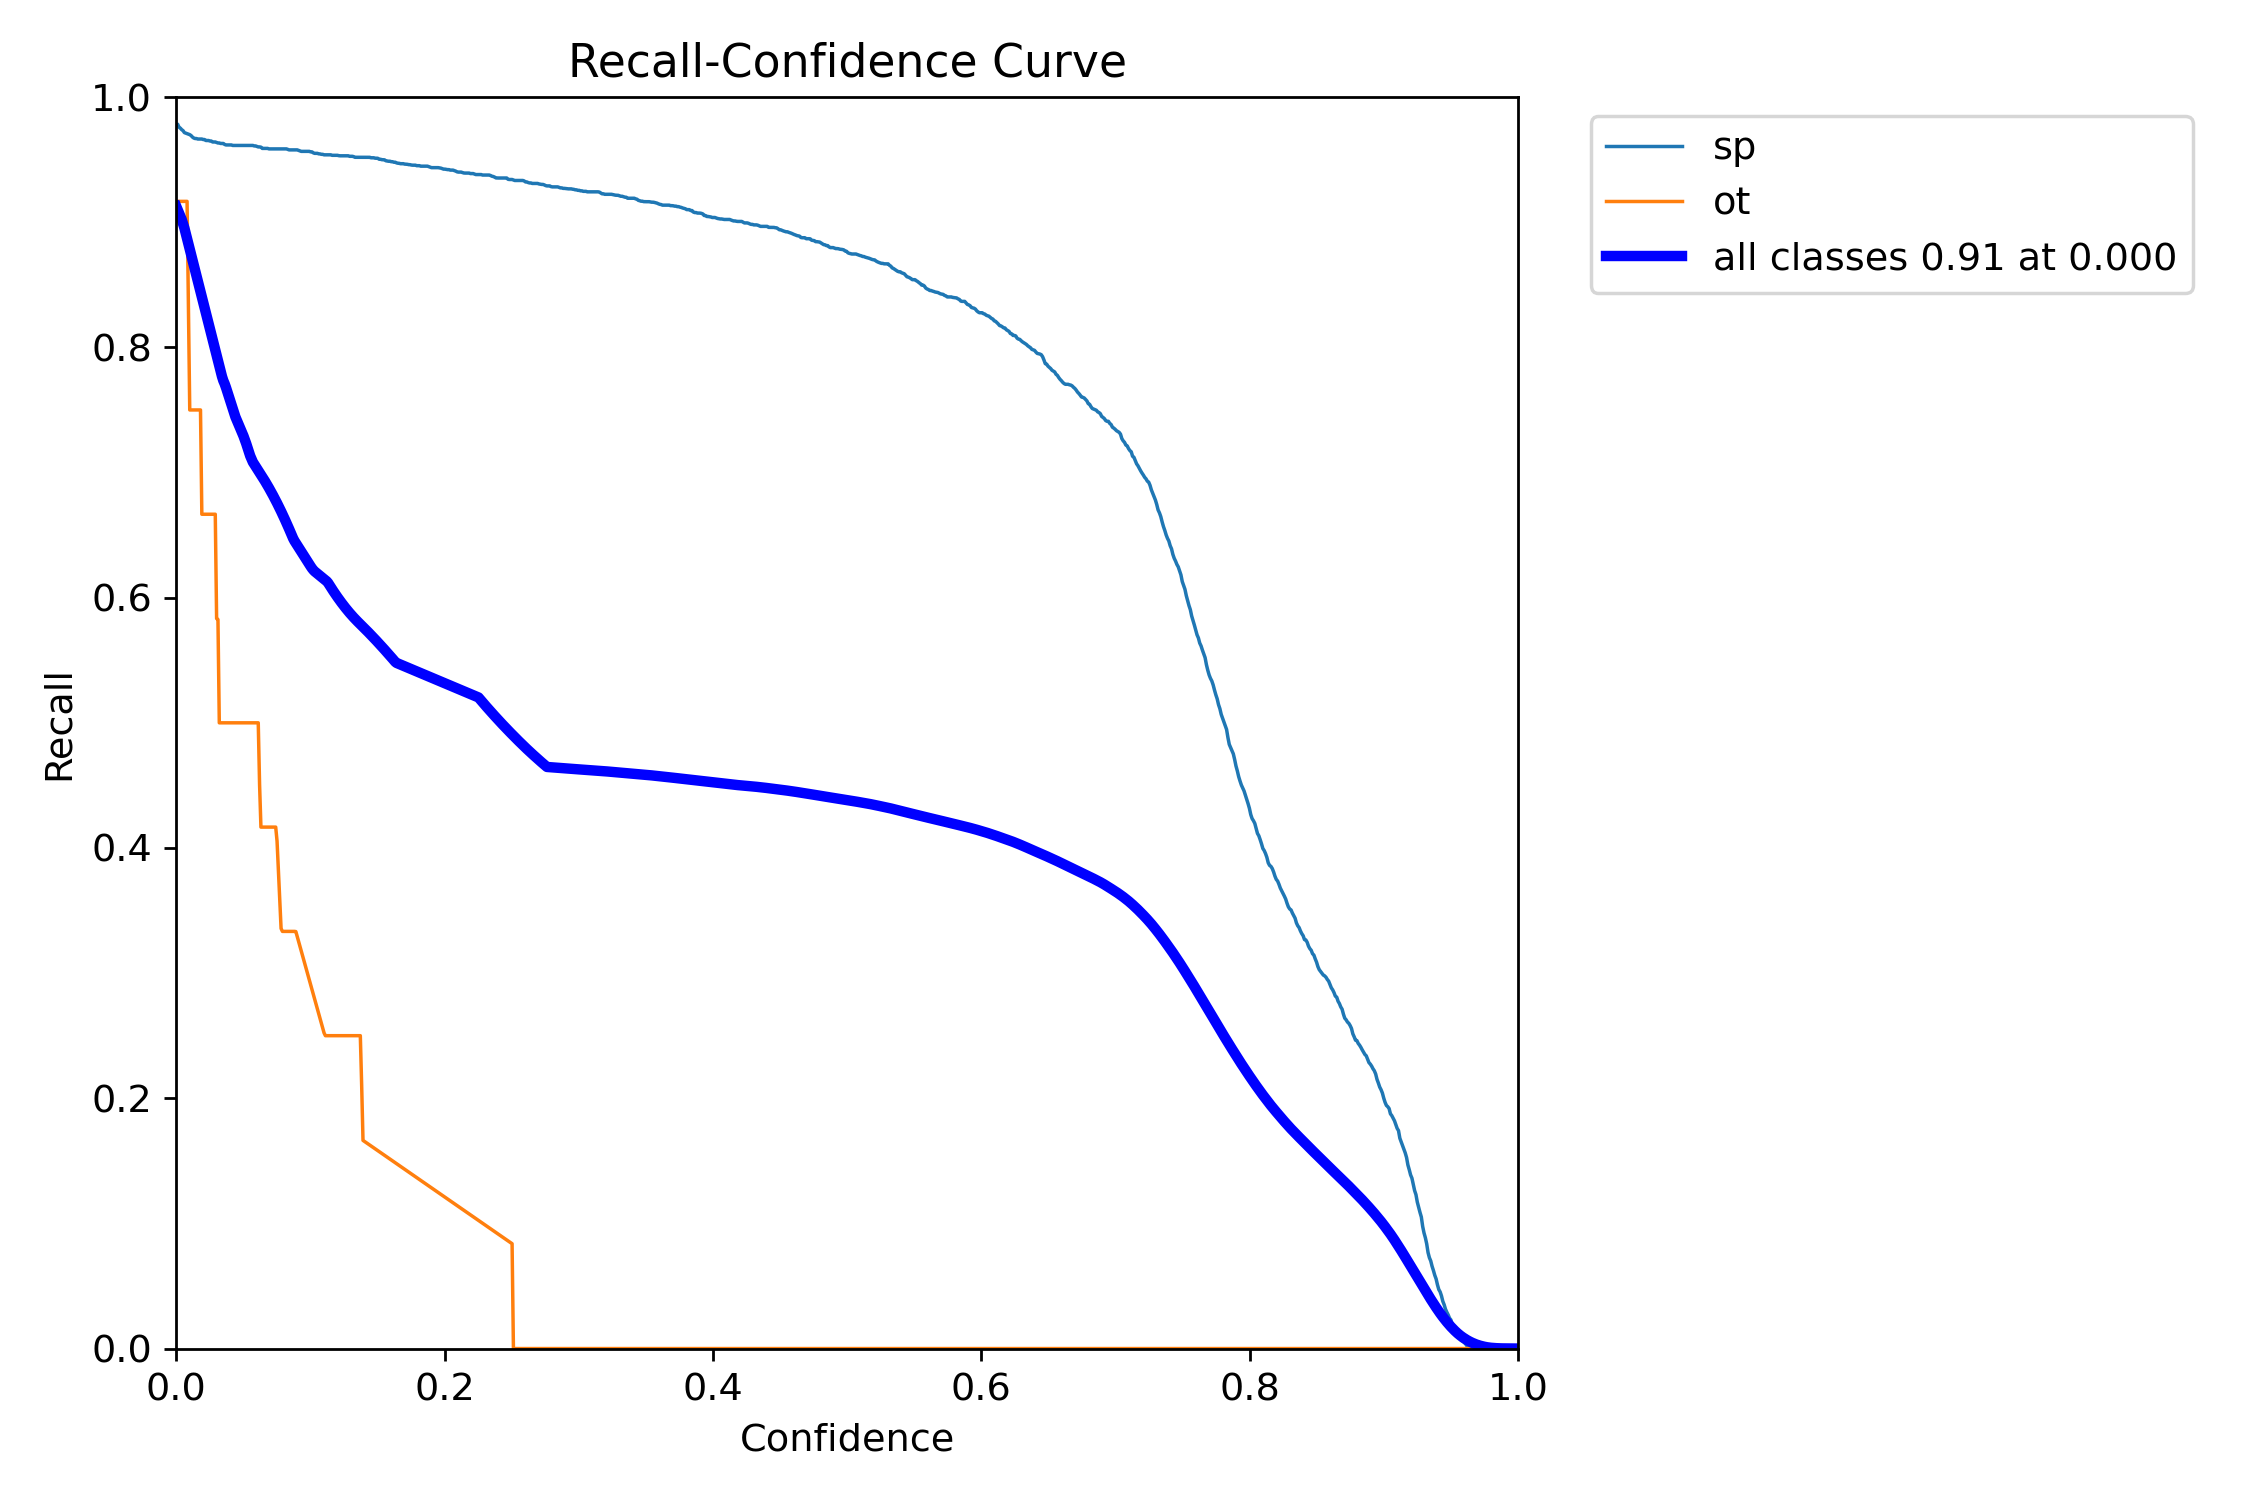 Recall-Confidence Curve
1.0
0.8
0.6
0.4
0.2
0.0
Recall
0.0 0.2 0.4 0.6 0.8 1.0
Confidence
sp
ot
all classes 0.91 at 0.000